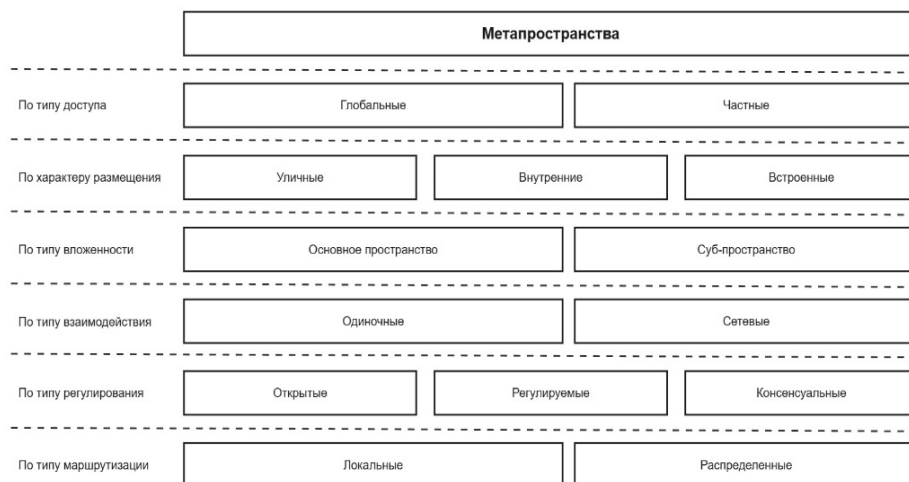 Метапространства
По типу доступа Глобальные Частные
По характеру размещения Уличные Внутренние Встроенные
По типу вложенности Основное пространство Суб-пространство
По типу взаимодействия Одиночные Сетевые
По типу регулирования Открытые Регулируемые Консенсуальные
По типу маршрутизации Локальные Распределенные